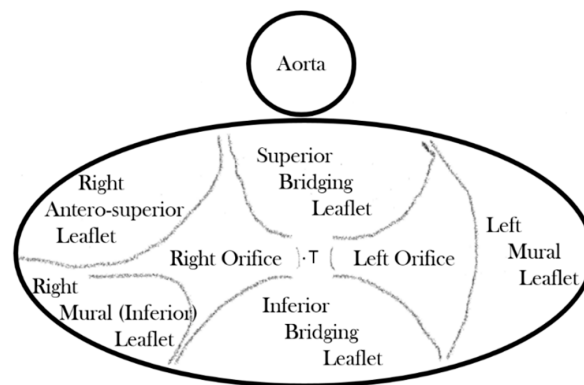 Aorta
Superior
Bridging
Leaflet
Right
Antero-superior
Leaflet
Left
Mural
Leaflet
Right Orifice
·T
Left Orifice
Right
Mural (Inferior)
Leaflet
Inferior
Bridging
Leaflet